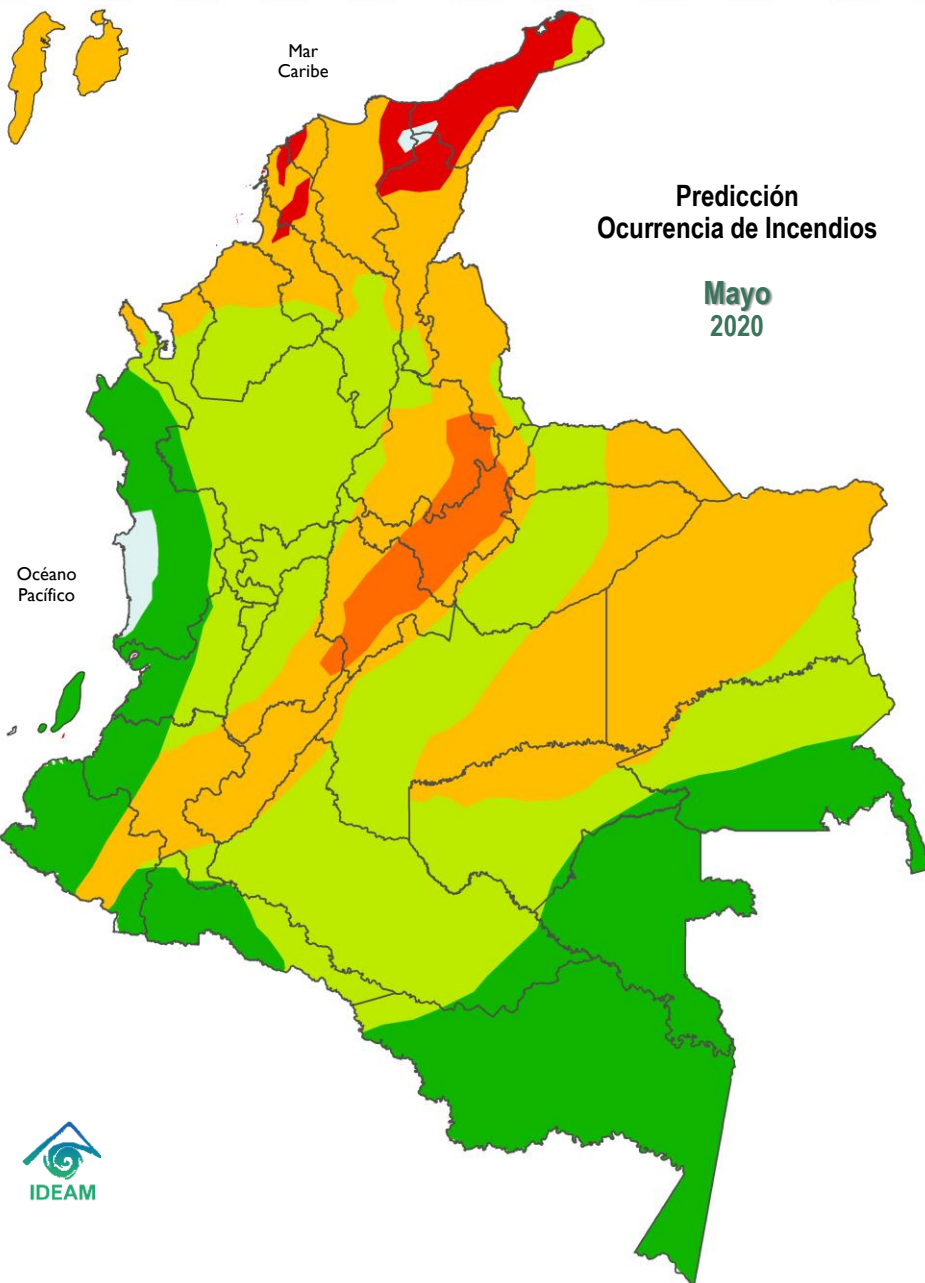 Mar
Caribe
Predicción
Ocurrencia de Incendios
Mayo
2020
Océano
Pacífico
IDEAM